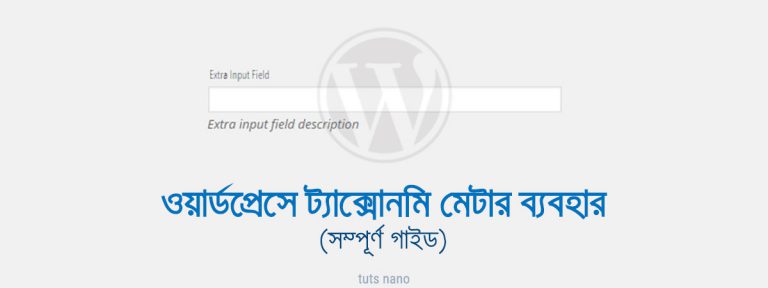 Extra Input Field
Extra input field description
ওয়ার্ডপ্রেসে ট্যাক্সোনমি মেটার ব্যবহার
(সম্পূর্ণ গাইড)
tuts nano